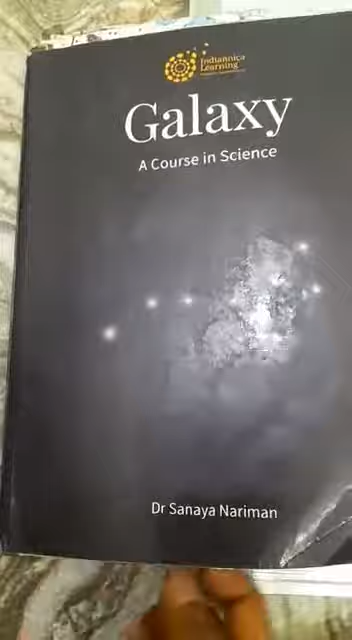 Indiannica
Learning
Galaxy
A Course in Science
Dr Sanaya Nariman